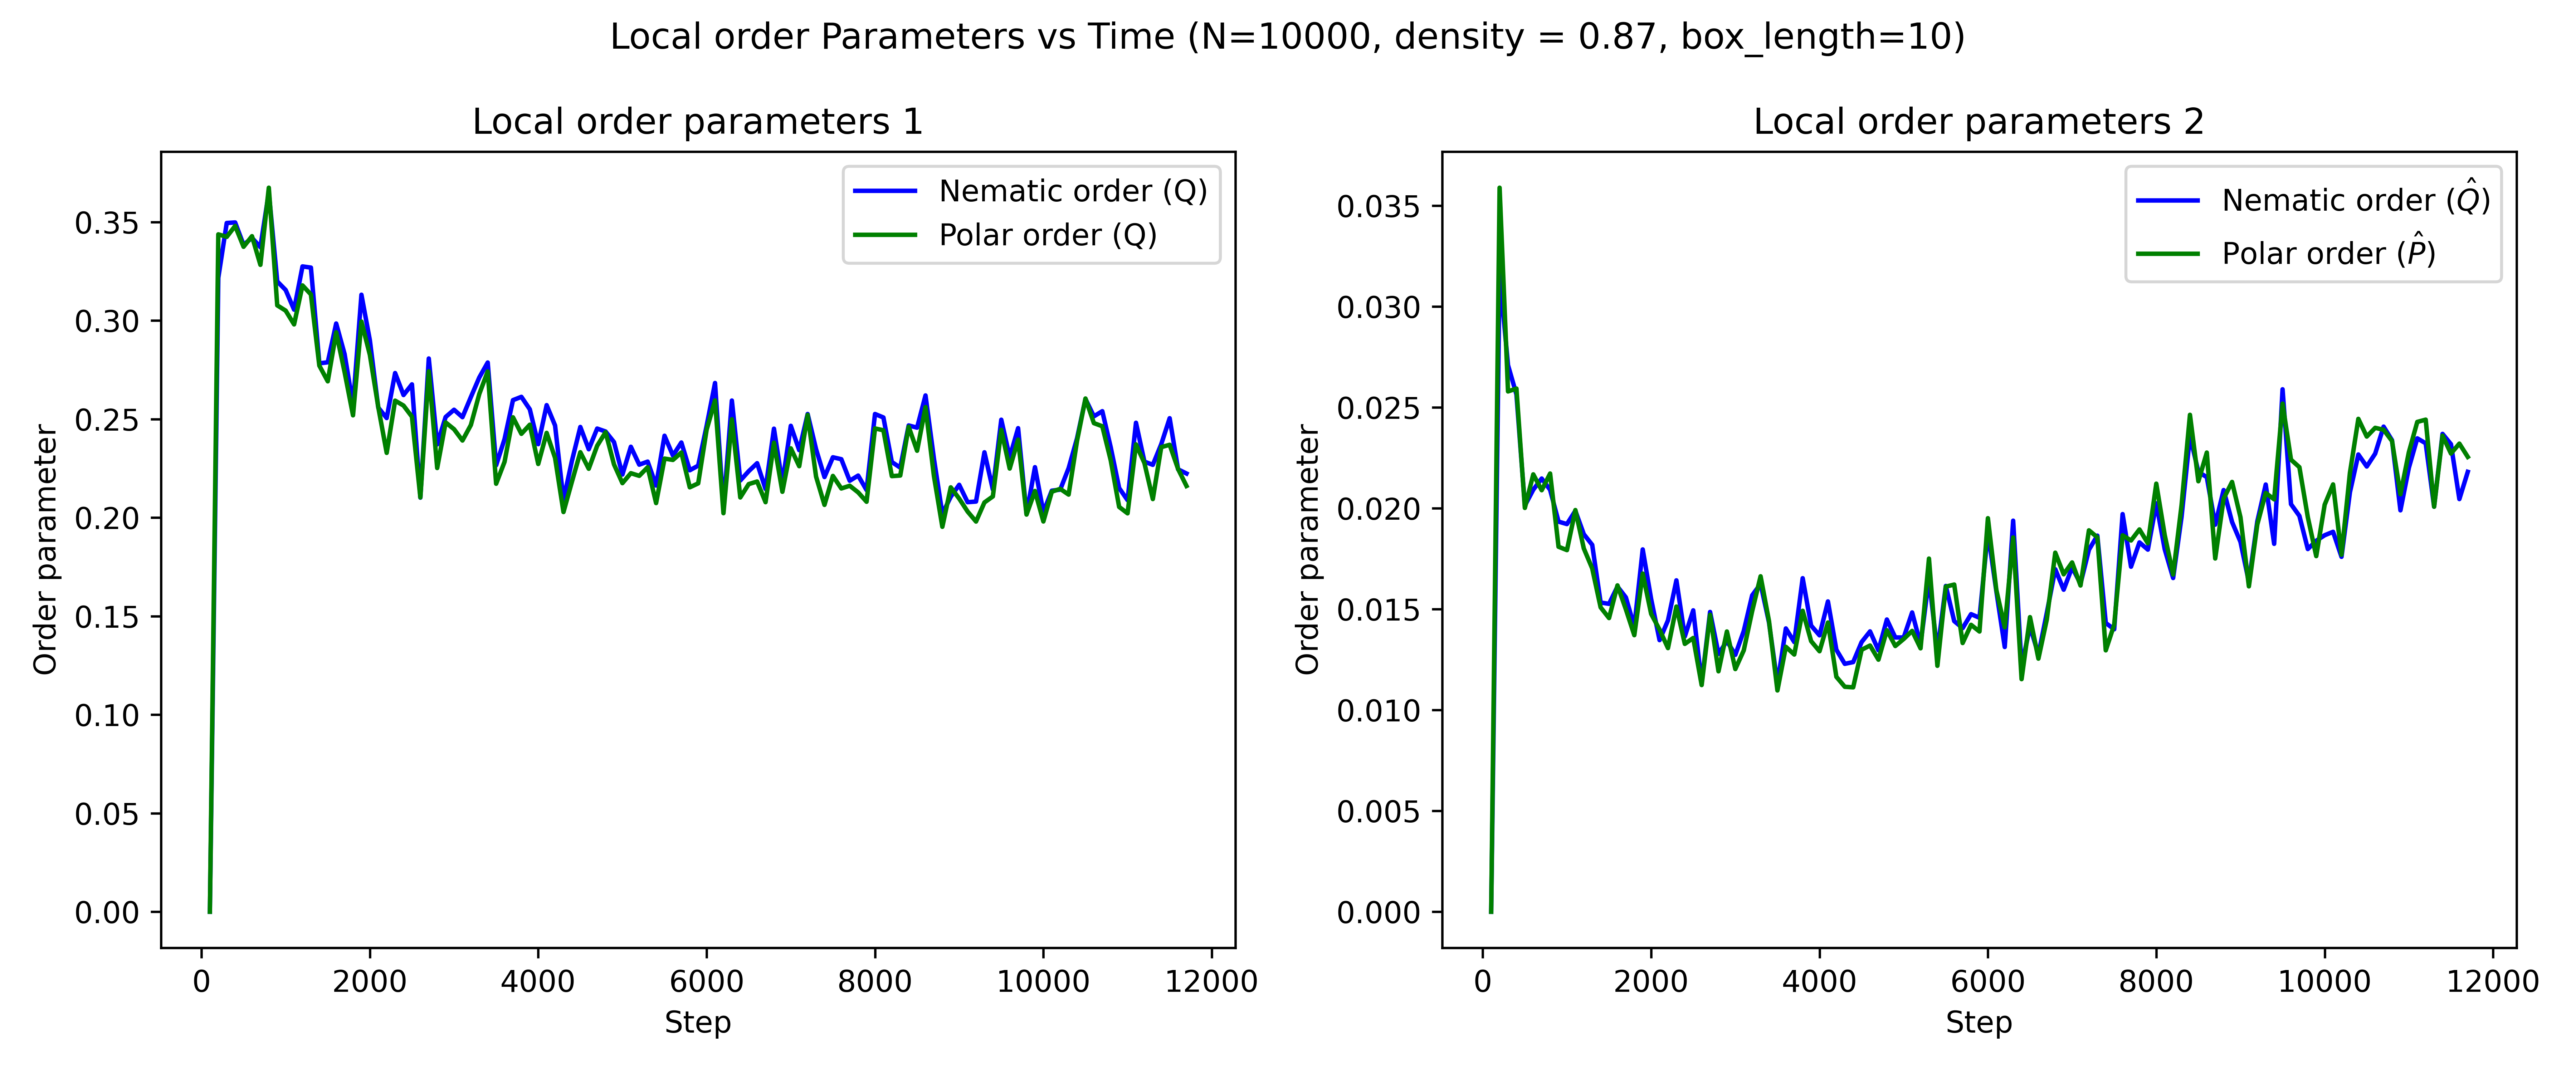 Local order Parameters vs Time (N=10000, density = 0.87, box_length=10)
Local order parameters 1
Nematic order (Q)
Polar order (Q)
Order parameter
0.35
0.30
0.25
0.20
0.15
0.10
0.05
0.00
0 2000 4000 6000 8000 10000 12000
Step
Local order parameters 2
Nematic order (Q̂)
Polar order (P̂)
Order parameter
0.035
0.030
0.025
0.020
0.015
0.010
0.005
0.000
0 2000 4000 6000 8000 10000 12000
Step